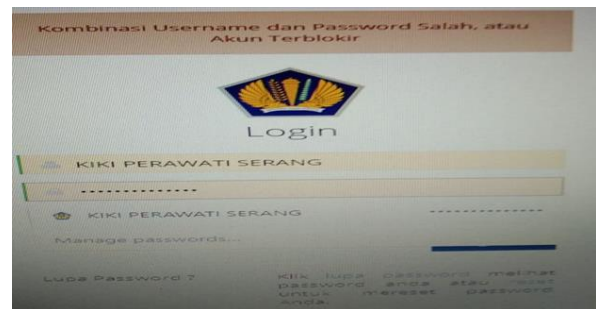 Kombinasi Username dan Password Salah, atau
Akun Terblokir
Login
KIKI PERAWATI SERANG
••••••••••••••
KIKI PERAWATI SERANG ••••••••••••••
Manage passwords...
Lupa Password ? Klik lupa password melihat
password anda atau reset
untuk mereset password
Anda.